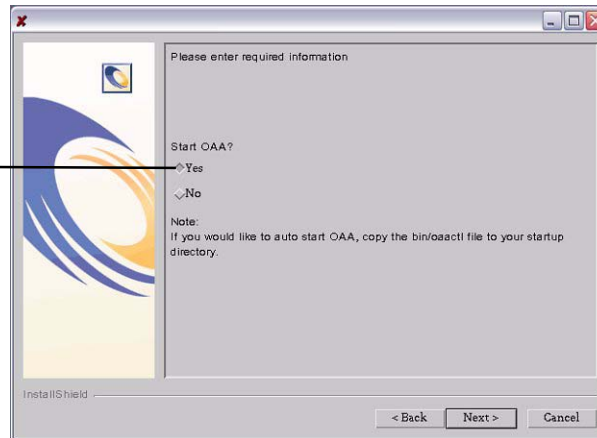 Please enter required information
Start OAA?
Yes
No
Note:
If you would like to auto start OAA, copy the bin/oaactl file to your startup
directory.
InstallShield
< Back
Next >
Cancel